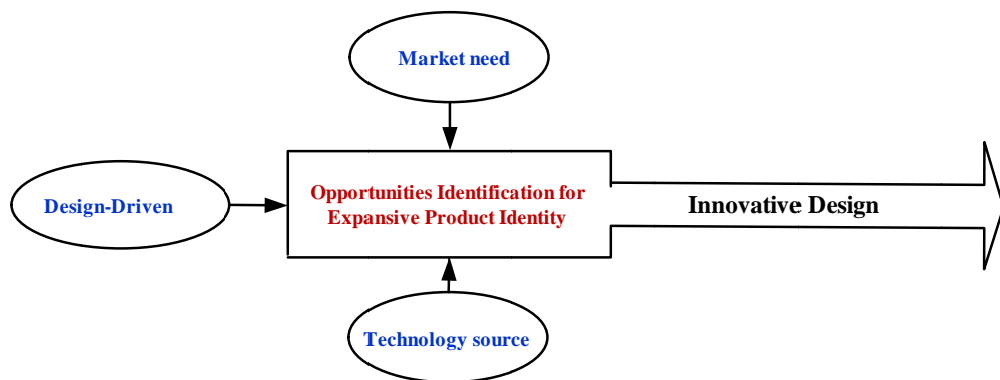 Market need
Design-Driven
Opportunities Identification for
Expansive Product Identity
Innovative Design
Technology source